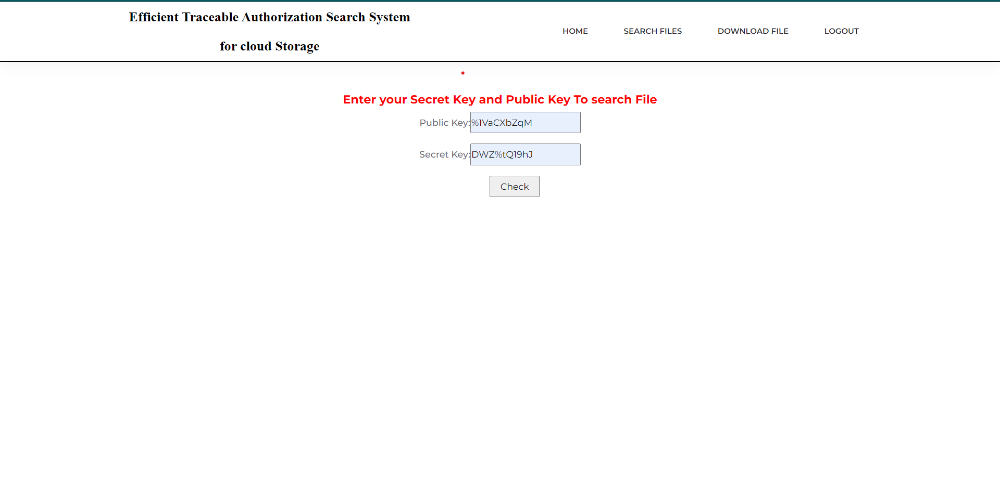 Efficient Traceable Authorization Search System
for cloud Storage
HOME SEARCH FILES DOWNLOAD FILE LOGOUT
Enter your Secret Key and Public Key To search File
Public Key:%1VaCXbZqM
Secret Key:DWZ%tQ19hJ
Check